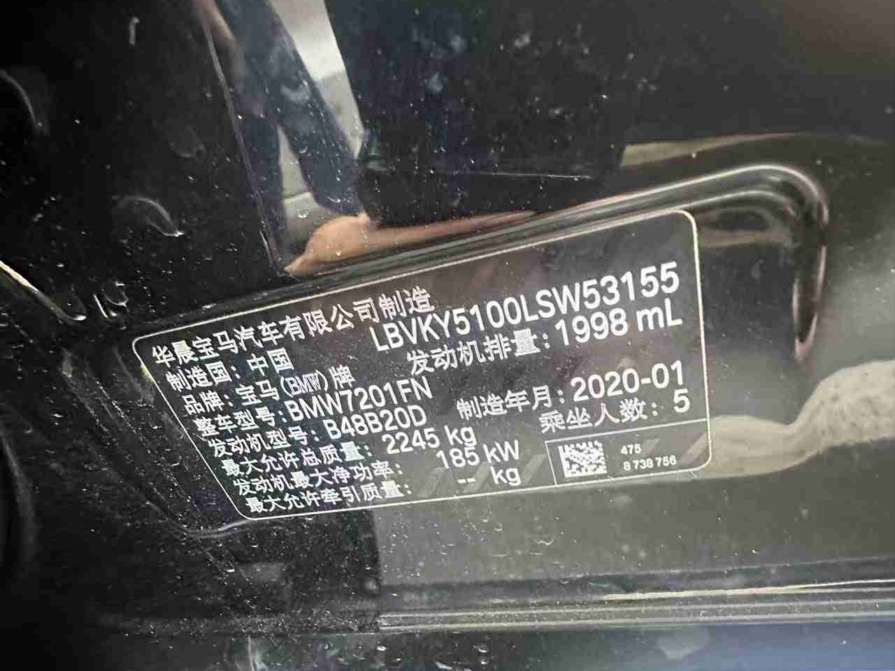 华晨宝马汽车有限公司制造
LBVKY5100LSW53155
制造国：中国
发动机排量：1998 mL
品牌：宝马(BMW)牌
整车型号：BMW7201FN
制造年月：2020-01
发动机型号：B48B20D
乘坐人数：5
最大允许总质量：2245 kg
发动机最大净功率：185 kW
最大允许牵引质量：-- kg
475
8 738 756